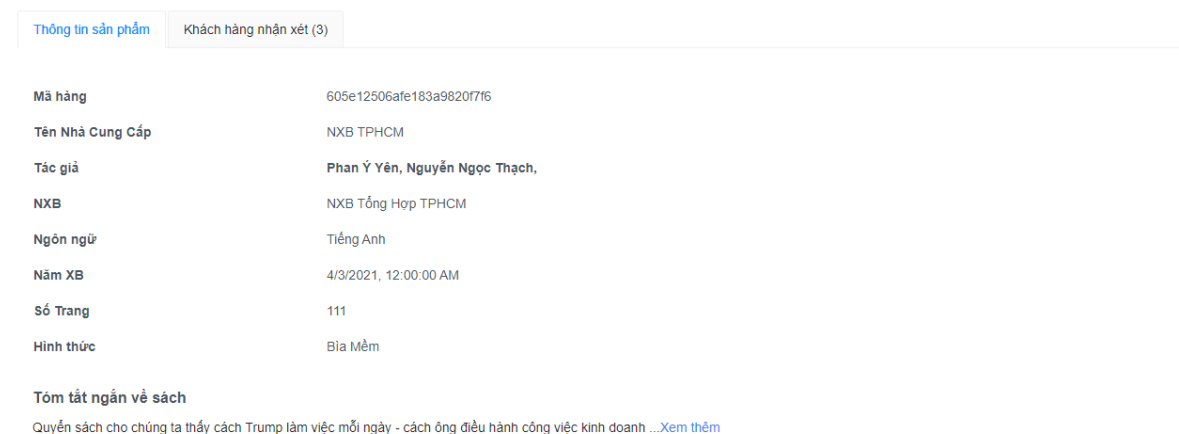 Thông tin sản phẩm Khách hàng nhận xét (3)
Mã hàng 605e12506afe183a9820f7f6
Tên Nhà Cung Cấp NXB TPHCM
Tác giả Phan Ý Yên, Nguyễn Ngọc Thạch,
NXB NXB Tổng Hợp TPHCM
Ngôn ngữ Tiếng Anh
Năm XB 4/3/2021, 12:00:00 AM
Số Trang 111
Hình thức Bìa Mềm
Tóm tắt ngắn về sách
Quyển sách cho chúng ta thấy cách Trump làm việc mỗi ngày - cách ông điều hành công việc kinh doanh ...Xem thêm